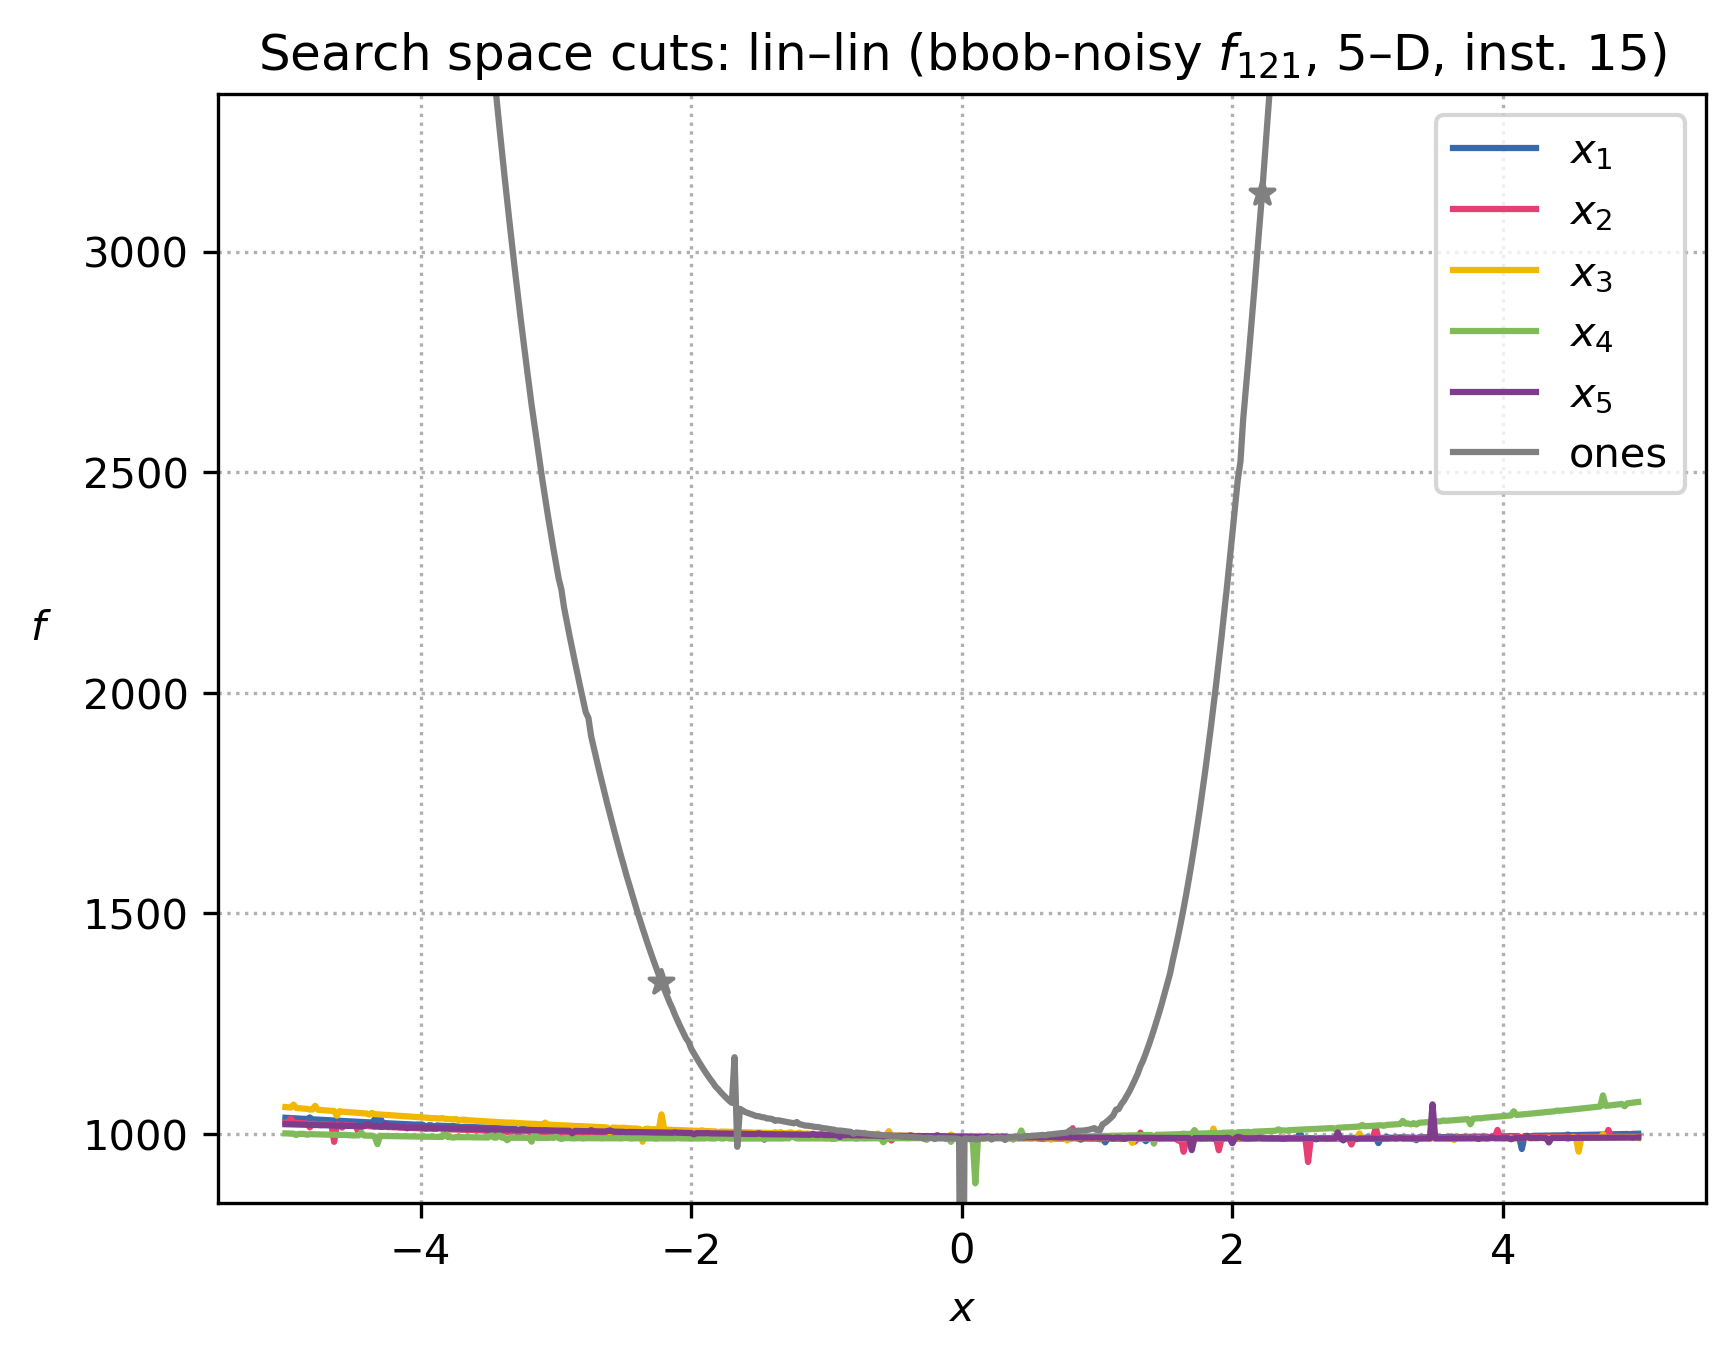 Search space cuts: lin–lin (bbob-noisy f₁₂₁, 5–D, inst. 15)
x₁
x₂
x₃
x₄
x₅
ones
3000
2500
2000
1500
1000
f
−4 −2 0 2 4
x